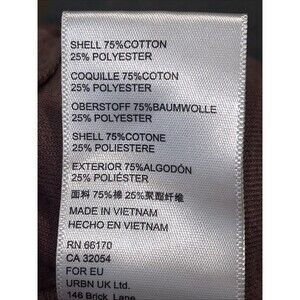 SHELL 75%COTTON
25% POLYESTER
COQUILLE 75%COTON
25% POLYESTER
OBERSTOFF 75%BAUMWOLLE
25% POLYESTER
SHELL 75%COTONE
25% POLIESTERE
EXTERIOR 75%ALGODÓN
25% POLIÉSTER
面料 75%棉 25%聚酯纤维
MADE IN VIETNAM
HECHO EN VIETNAM
RN 66170
CA 32054
FOR EU
URBN UK Ltd.
146 Brick Lane